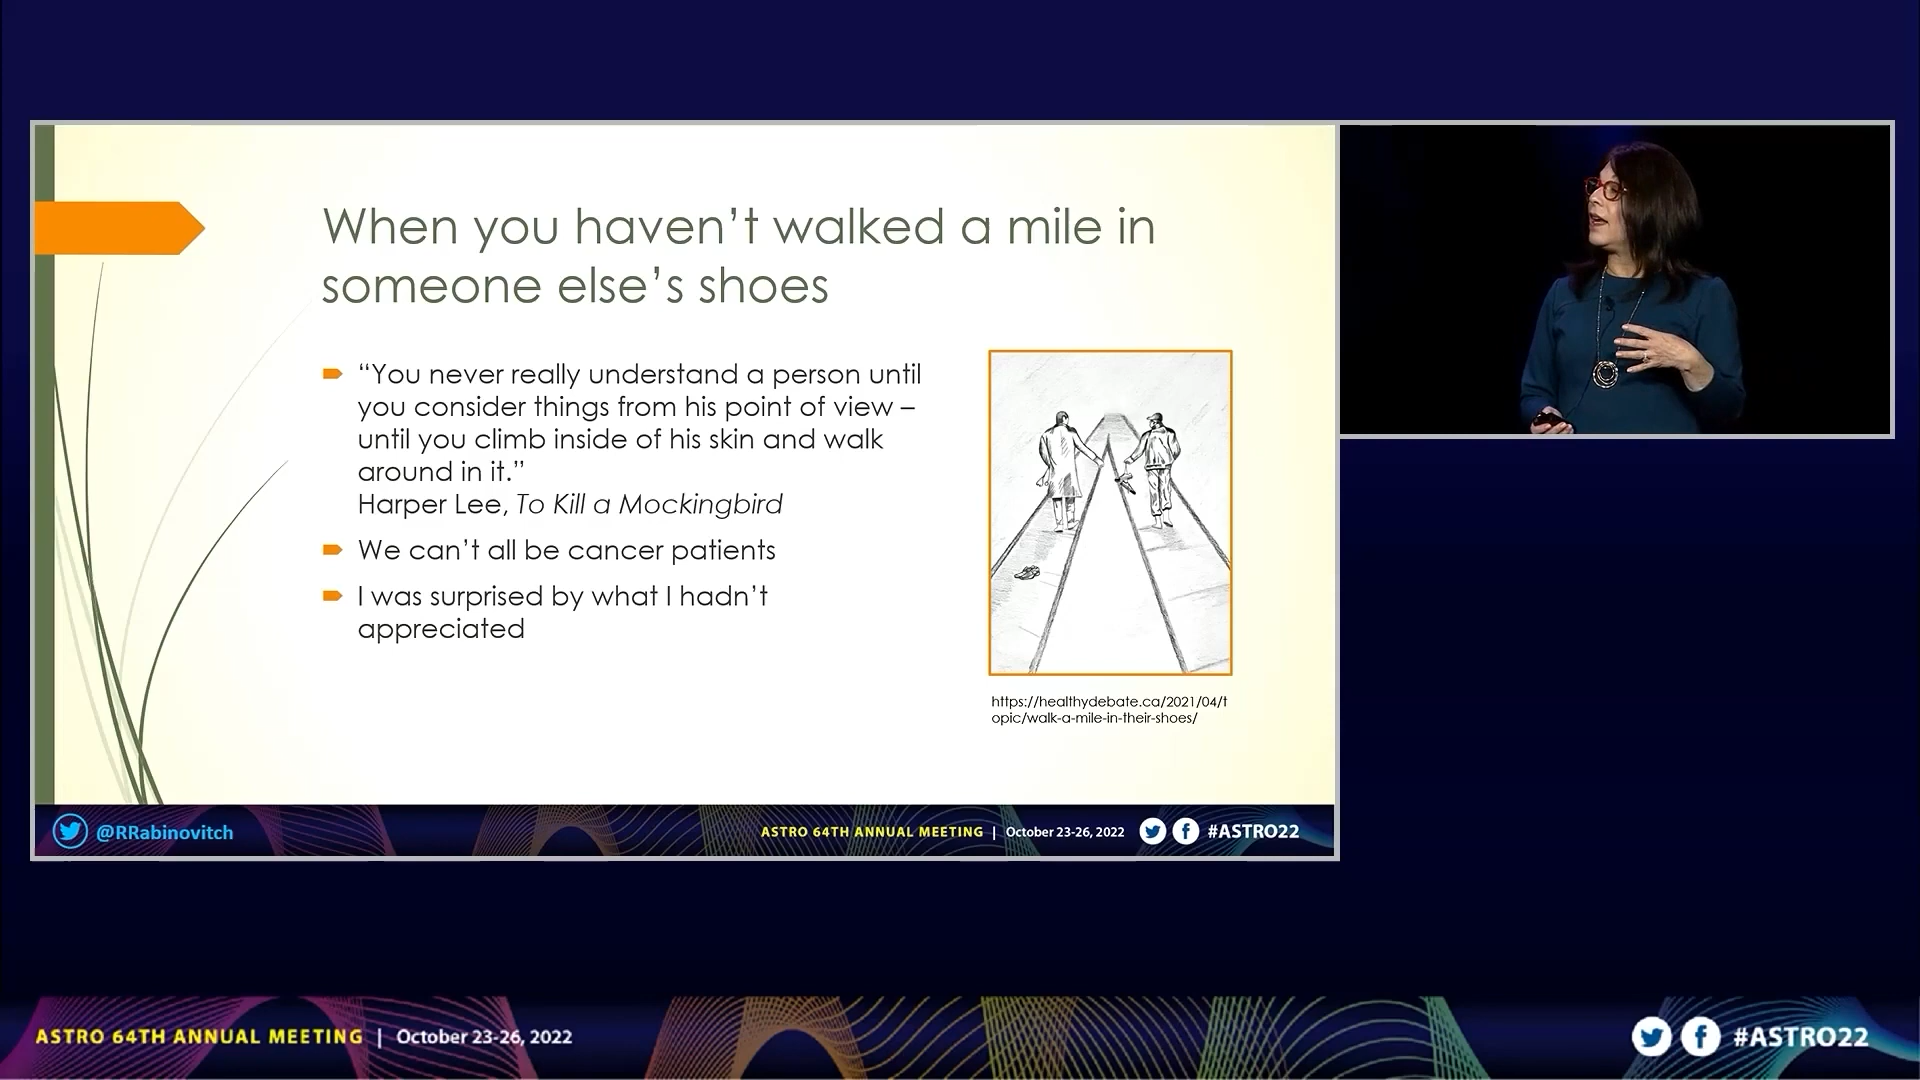 When you haven’t walked a mile in
someone else’s shoes
“You never really understand a person until
you consider things from his point of view –
until you climb inside of his skin and walk
around in it.”
Harper Lee, To Kill a Mockingbird
We can’t all be cancer patients
I was surprised by what I hadn’t
appreciated
https://healthydebate.ca/2021/04/t
opic/walk-a-mile-in-their-shoes/
@RRabinovitch
ASTRO 64TH ANNUAL MEETING | October 23-26, 2022
#ASTRO22
ASTRO 64TH ANNUAL MEETING | October 23-26, 2022
#ASTRO22